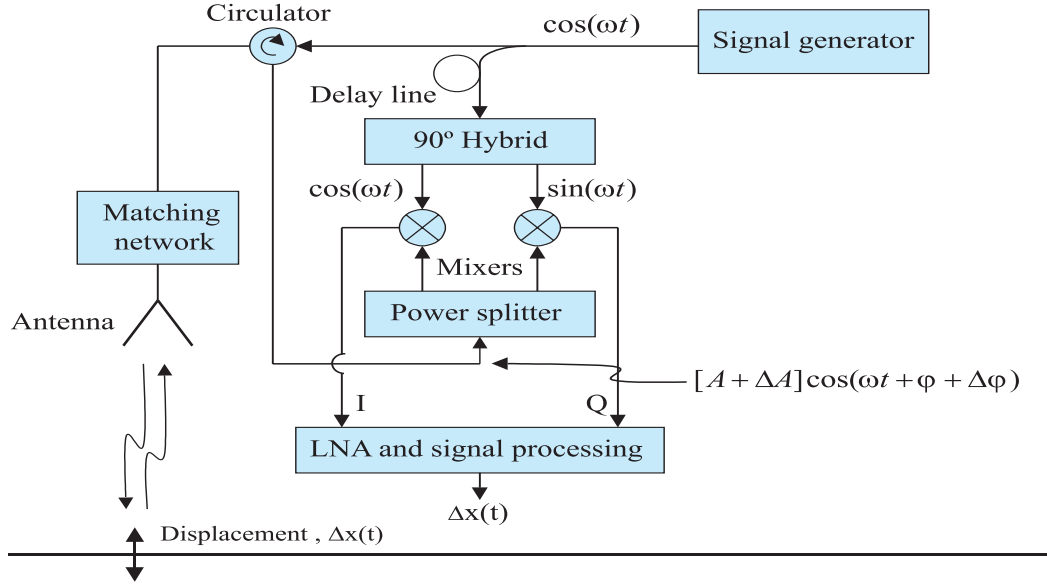 Circulator
cos(ωt)
Signal generator
Delay line
90º Hybrid
cos(ωt)
sin(ωt)
Matching
network
Mixers
Antenna
Power splitter
[A + ΔA]cos(ωt + φ + Δφ)
I
Q
LNA and signal processing
Δx(t)
Displacement , Δx(t)